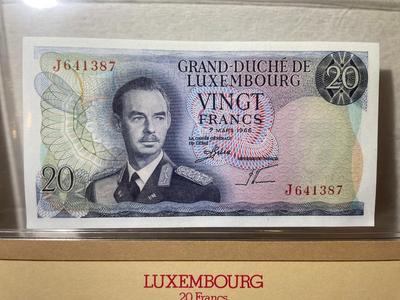 J641387
GRAND-DUCHÉ DE
LUXEMBOURG
20
VINGT
FRANCS
7 MARS 1966
20
J641387
LUXEMBOURG
20 Francs